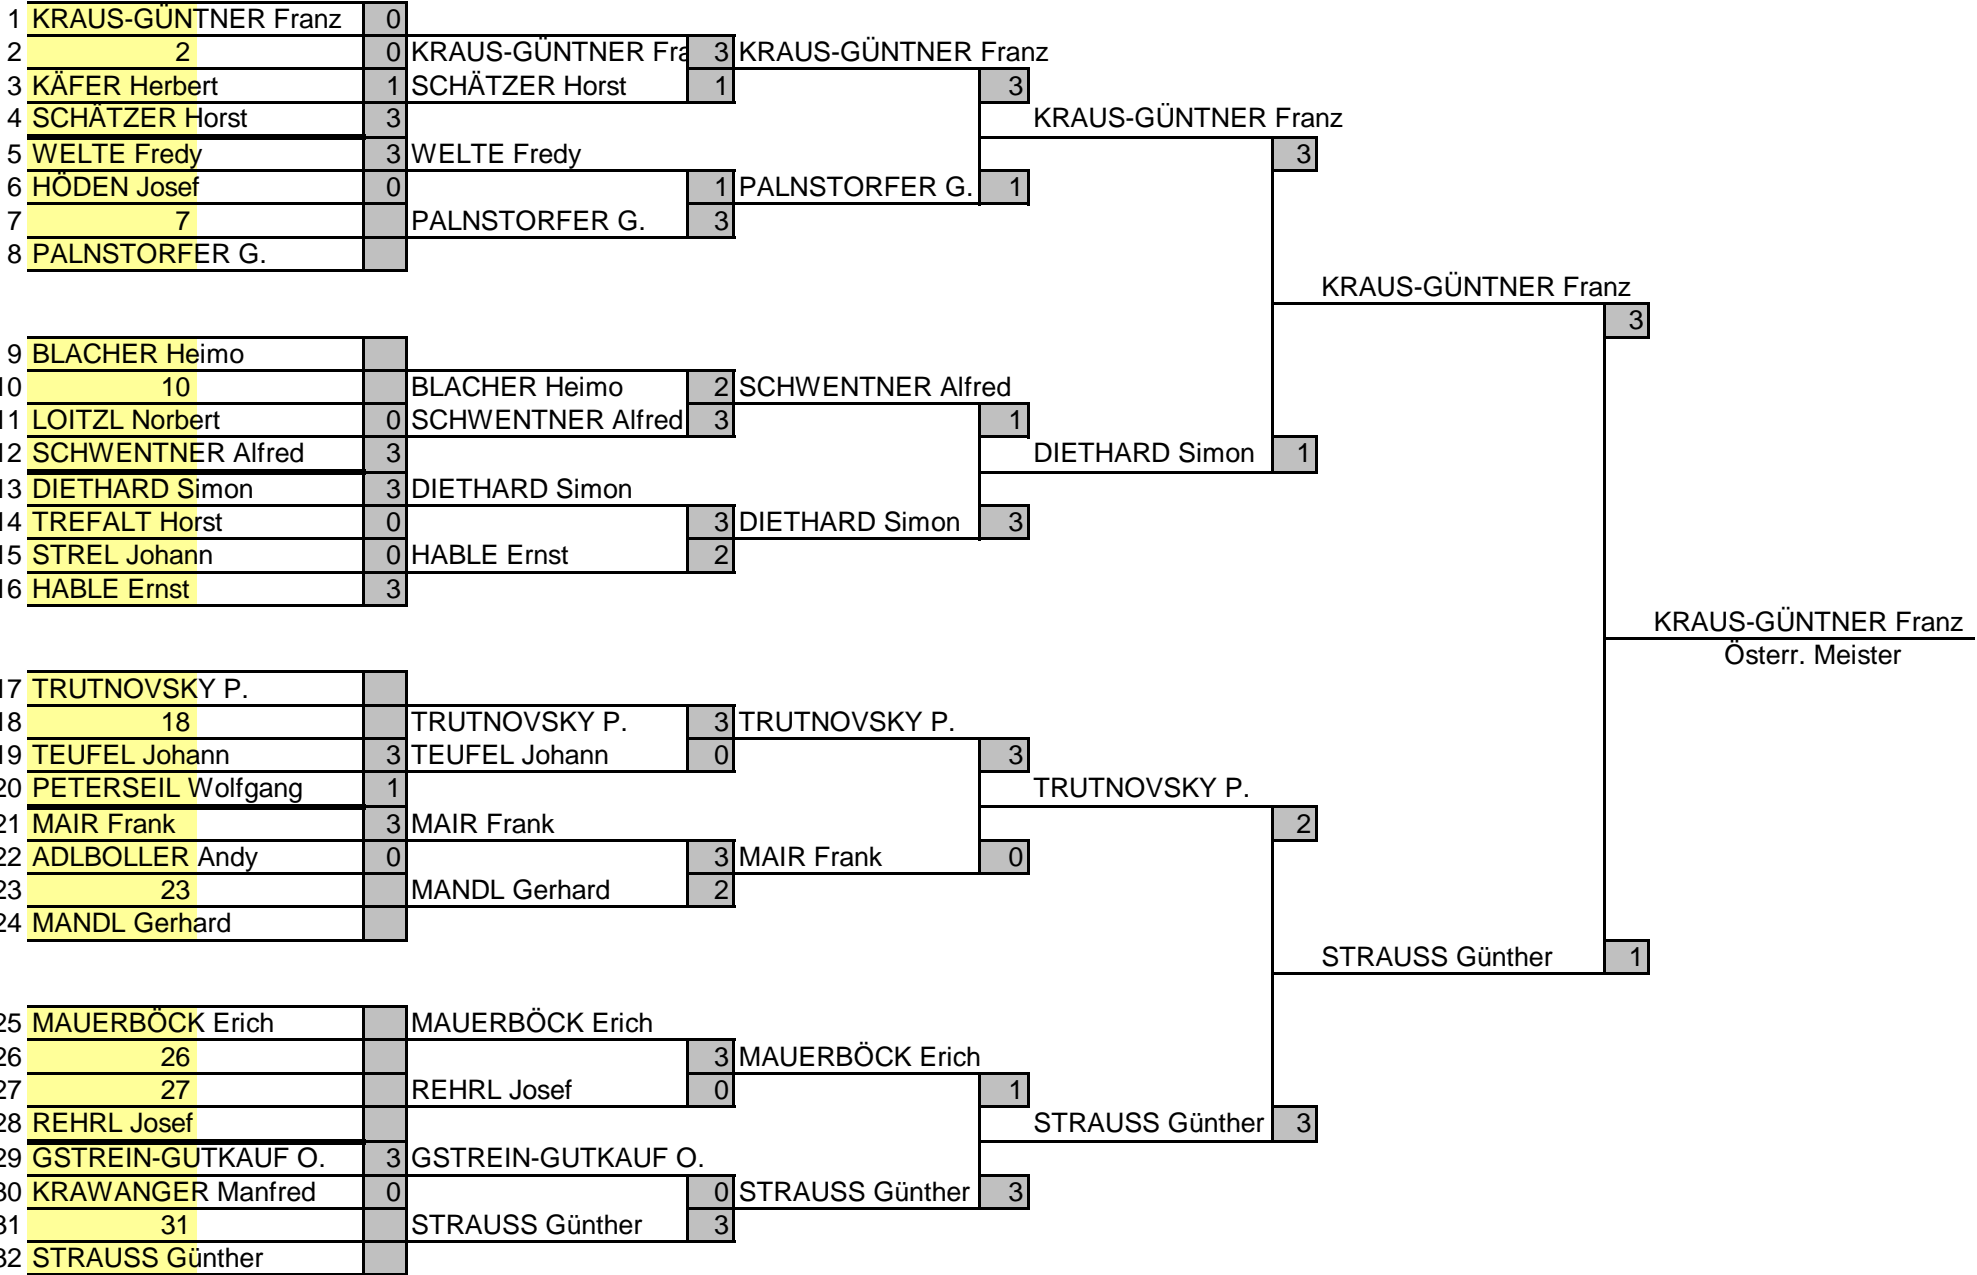 1 KRAUS-GÜNTNER Franz 0
2 2 0 KRAUS-GÜNTNER Fra 3 KRAUS-GÜNTNER Franz
3 KÄFER Herbert 1 SCHÄTZER Horst 1 3
4 SCHÄTZER Horst 3 KRAUS-GÜNTNER Franz
5 WELTE Fredy 3 WELTE Fredy 3
6 HÖDEN Josef 0 1 PALNSTORFER G. 1
7 7 PALNSTORFER G. 3
8 PALNSTORFER G.
KRAUS-GÜNTNER Franz
3
9 BLACHER Heimo
10 10 BLACHER Heimo 2 SCHWENTNER Alfred
11 LOITZL Norbert 0 SCHWENTNER Alfred 3 1
12 SCHWENTNER Alfred 3 DIETHARD Simon 1
13 DIETHARD Simon 3 DIETHARD Simon
14 TREFALT Horst 0 3 DIETHARD Simon 3
15 STREL Johann 0 HABLE Ernst 2
16 HABLE Ernst 3
KRAUS-GÜNTNER Franz
Österr. Meister
17 TRUTNOVSKY P.
18 18 TRUTNOVSKY P. 3 TRUTNOVSKY P.
19 TEUFEL Johann 3 TEUFEL Johann 0 3
20 PETERSEIL Wolfgang 1 TRUTNOVSKY P.
21 MAIR Frank 3 MAIR Frank 2
22 ADLBOLLER Andy 0 3 MAIR Frank 0
23 23 MANDL Gerhard 2
24 MANDL Gerhard
STRAUSS Günther 1
25 MAUERBÖCK Erich MAUERBÖCK Erich
26 26 3 MAUERBÖCK Erich
27 27 REHRL Josef 0 1
28 REHRL Josef STRAUSS Günther 3
29 GSTREIN-GUTKAUF O. 3 GSTREIN-GUTKAUF O.
30 KRAWANGER Manfred 0 0 STRAUSS Günther 3
31 31 STRAUSS Günther 3
32 STRAUSS Günther